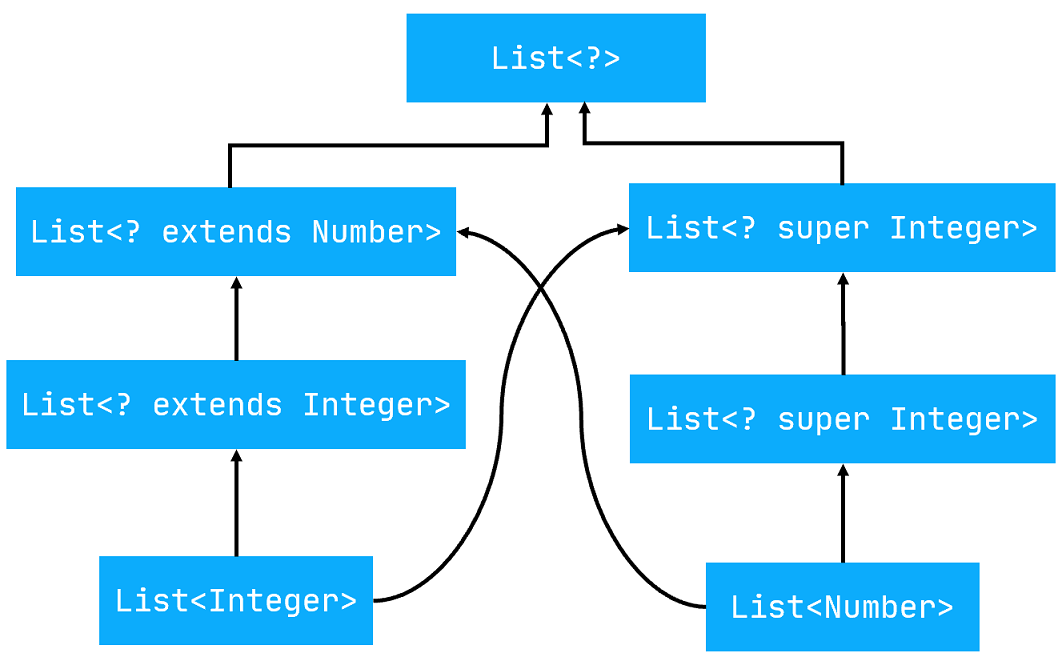 List<?>
List<? extends Number>
List<? super Integer>
List<? extends Integer>
List<? super Integer>
List<Integer>
List<Number>